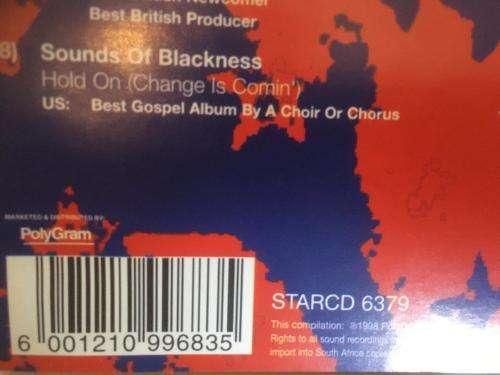 Newcomer
Best British Producer
8) Sounds Of Blackness
Hold On (Change Is Comin')
US: Best Gospel Album By A Choir Or Chorus
MARKETED & DISTRIBUTED BY:
PolyGram
6 001210 996835
STARCD 6379
This compilation: ℗1998
Rights to all sound recordings
import into South Africa